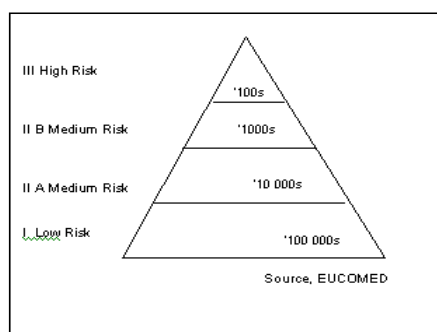 III High Risk
'100s
II B Medium Risk
'1000s
II A Medium Risk
'10 000s
I Low Risk
'100 000s
Source, EUCOMED